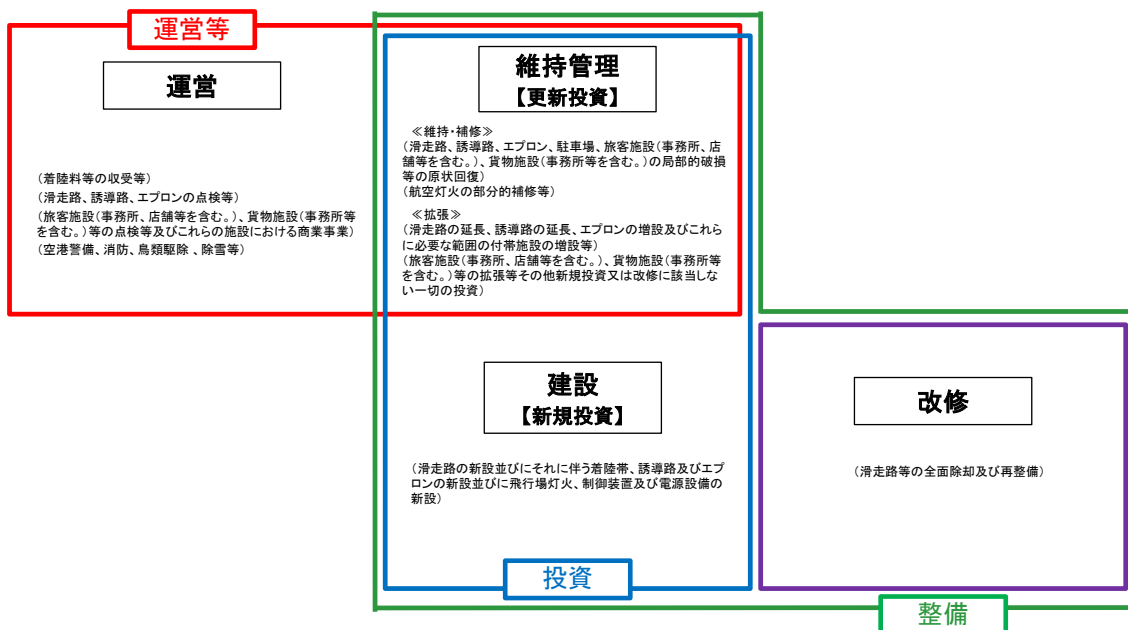 運営等
運営
(着陸料等の収受等)
(滑走路、誘導路、エプロンの点検等)
(旅客施設(事務所、店舗等を含む。)、貨物施設(事務所等
を含む。)等の点検等及びこれらの施設における商業事業)
(空港警備、消防、鳥類駆除 、除雪等)
維持管理
【更新投資】
≪維持・補修≫
(滑走路、誘導路、エプロン、駐車場、旅客施設(事務所、店
舗等を含む。)、貨物施設(事務所等を含む。)の局部的破損
等の原状回復)
(航空灯火の部分的補修等)
≪拡張≫
(滑走路の延長、誘導路の延長、エプロンの増設及びこれら
に必要な範囲の付帯施設の増設等)
(旅客施設(事務所、店舗等を含む。)、貨物施設(事務所等
を含む。)等の拡張等その他新規投資又は改修に該当しな
い一切の投資)
建設
【新規投資】
(滑走路の新設並びにそれに伴う着陸帯、誘導路及びエプ
ロンの新設並びに飛行場灯火、制御装置及び電源設備の
新設)
改修
(滑走路等の全面除却及び再整備)
投資
整備